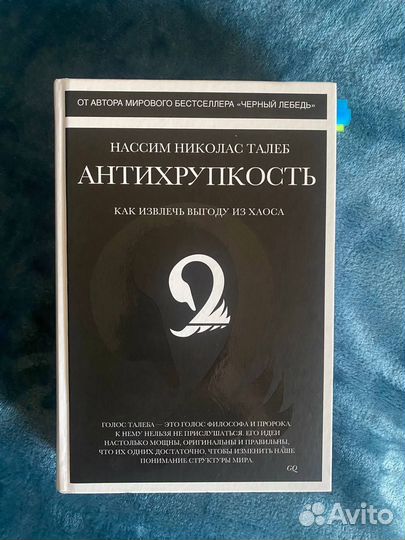 ОТ АВТОРА МИРОВОГО БЕСТСЕЛЛЕРА «ЧЕРНЫЙ ЛЕБЕДЬ»
НАССИМ НИКОЛАС ТАЛЕБ
АНТИХРУПКОСТЬ
КАК ИЗВЛЕЧЬ ВЫГОДУ ИЗ ХАОСА
ГОЛОС ТАЛЕБА — ЭТО ГОЛОС ФИЛОСОФА И ПРОРОКА,
К НЕМУ НЕЛЬЗЯ НЕ ПРИСЛУШАТЬСЯ. ЕГО ИДЕИ
НАСТОЛЬКО МОЩНЫ, ОРИГИНАЛЬНЫ И ПРАВИЛЬНЫ,
ЧТО ИХ ОДНИХ ДОСТАТОЧНО, ЧТОБЫ ИЗМЕНИТЬ НАШЕ
ПОНИМАНИЕ СТРУКТУРЫ МИРА.
GQ
Avito